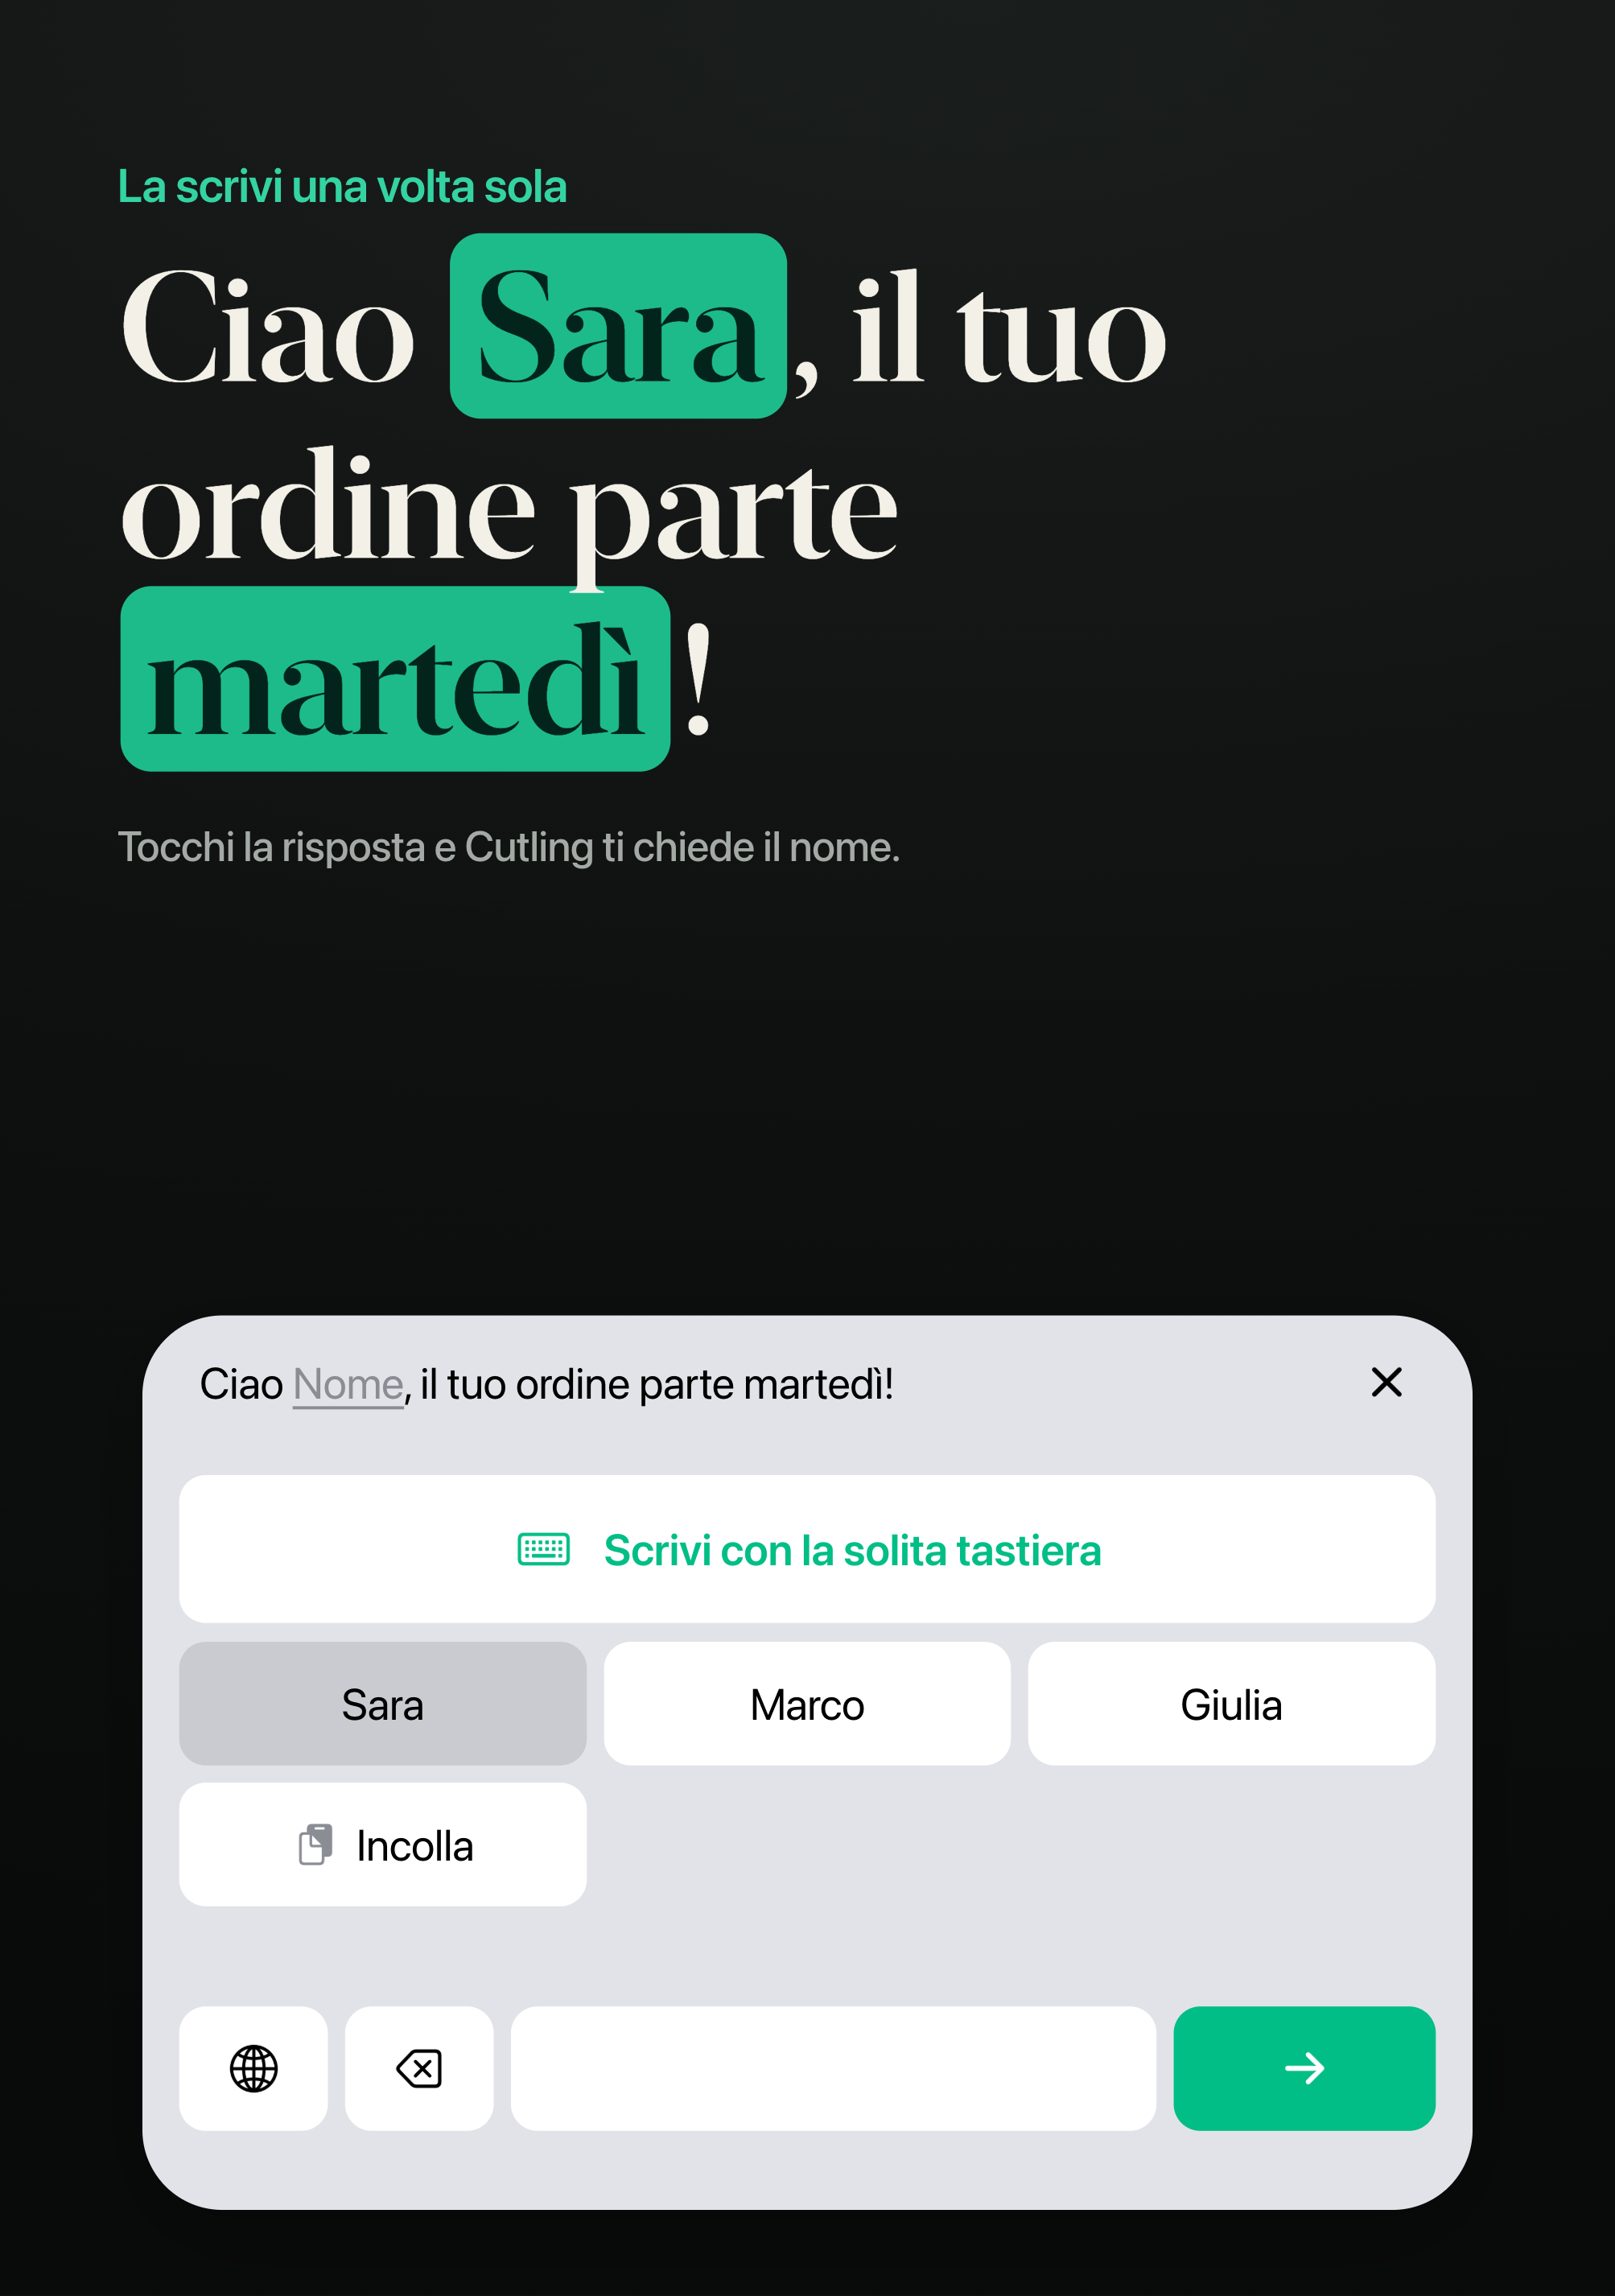 La scrivi una volta sola
Ciao Sara, il tuo
ordine parte
martedì!
Tocchi la risposta e Cutling ti chiede il nome.
Ciao Nome, il tuo ordine parte martedì!
Scrivi con la solita tastiera
Sara
Marco
Giulia
Incolla